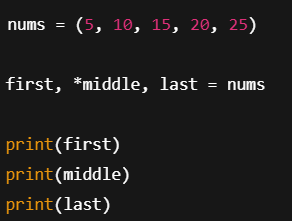 nums = (5, 10, 15, 20, 25)
first, *middle, last = nums
print(first)
print(middle)
print(last)